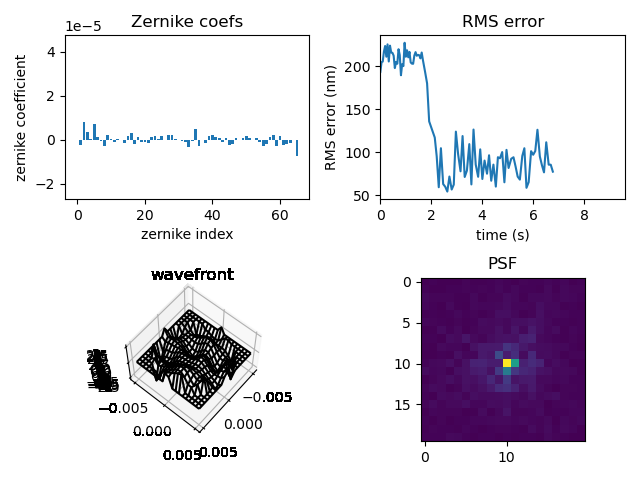 Zernike coefs
1e−5
4
2
0
−2
zernike coefficient
0 20 40 60
zernike index
RMS error
200
150
100
50
RMS error (nm)
0 2 4 6 8
time (s)
wavefront
−0.005
0.000
0.005
−0.005
0.000
0.005
PSF
0
5
10
15
0 10